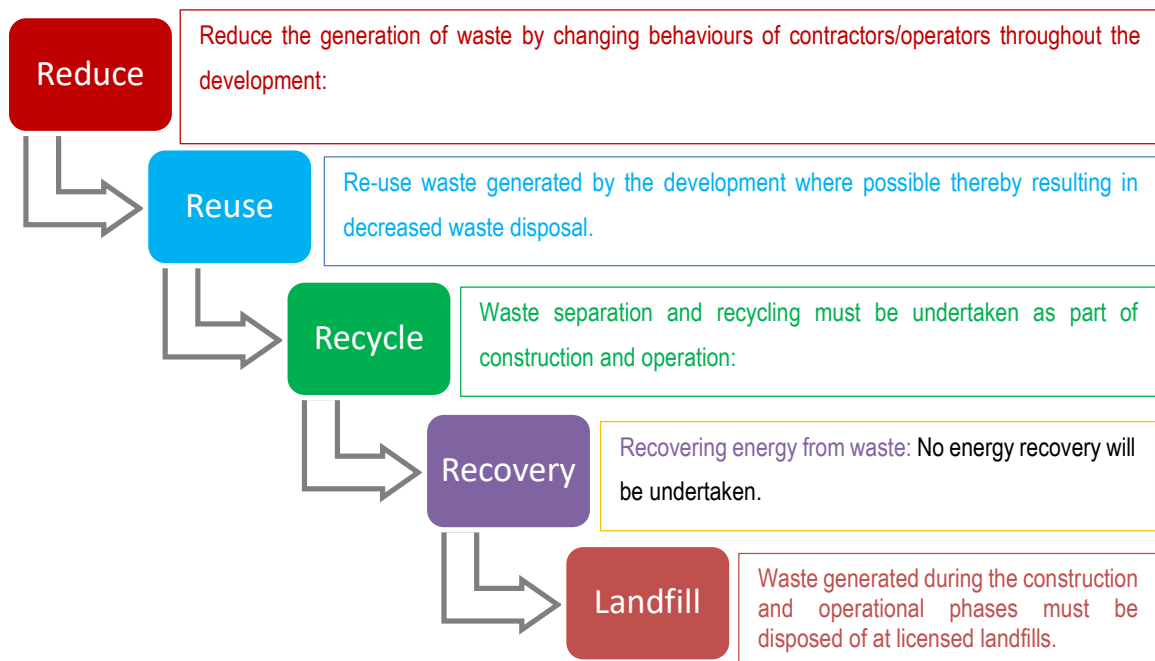 Reduce
Reduce the generation of waste by changing behaviours of contractors/operators throughout the
development:
Reuse
Re-use waste generated by the development where possible thereby resulting in
decreased waste disposal.
Recycle
Waste separation and recycling must be undertaken as part of
construction and operation:
Recovery
Recovering energy from waste: No energy recovery will
be undertaken.
Landfill
Waste generated during the construction
and operational phases must be
disposed of at licensed landfills.